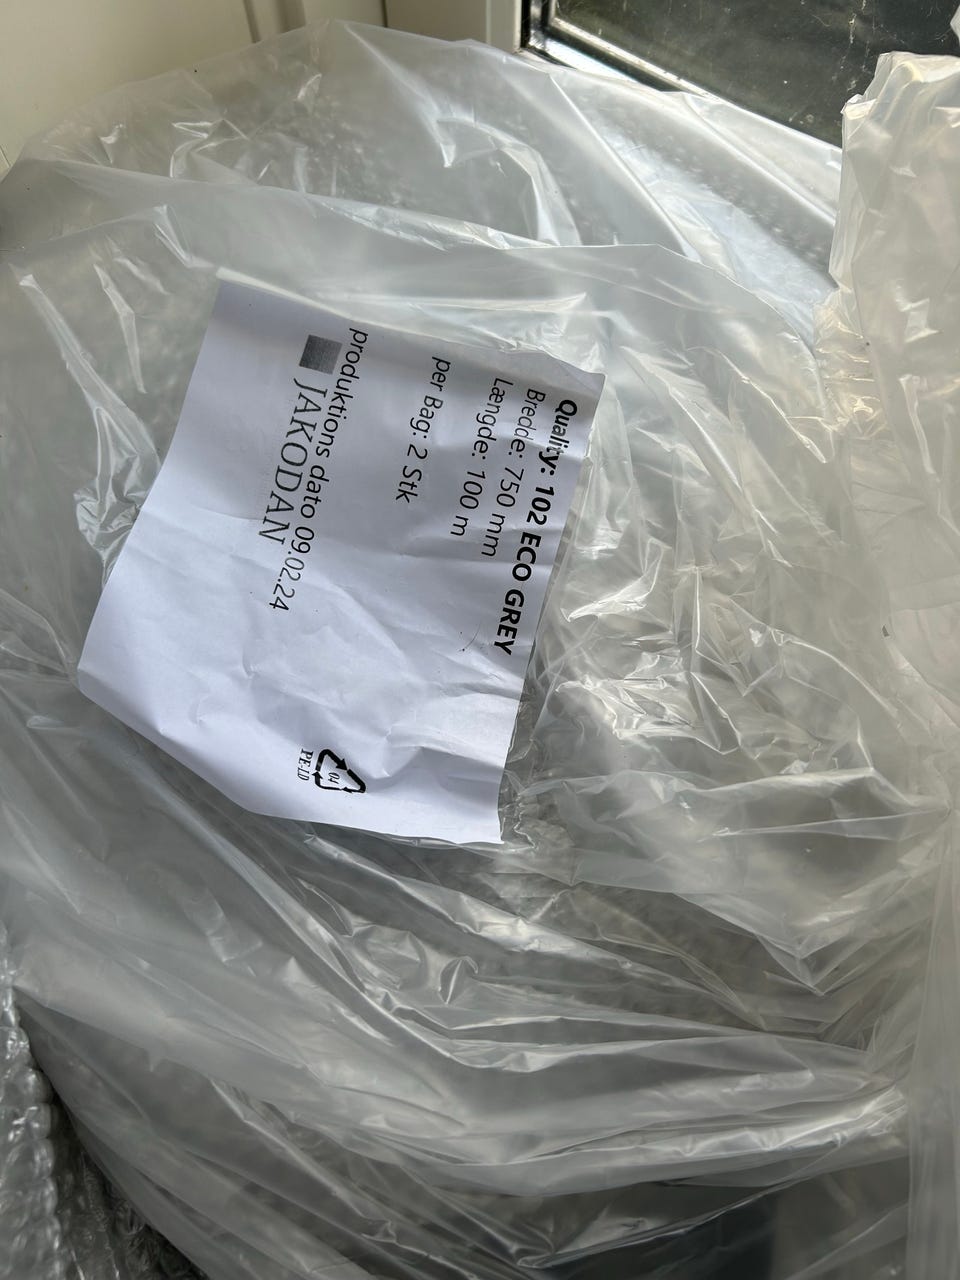 Quality: 102 ECO GREY
Bredde: 750 mm
Længde: 100 m
per Bag: 2 Stk
produktions dato 09.02.24
JAKODAN
04
PE-LD